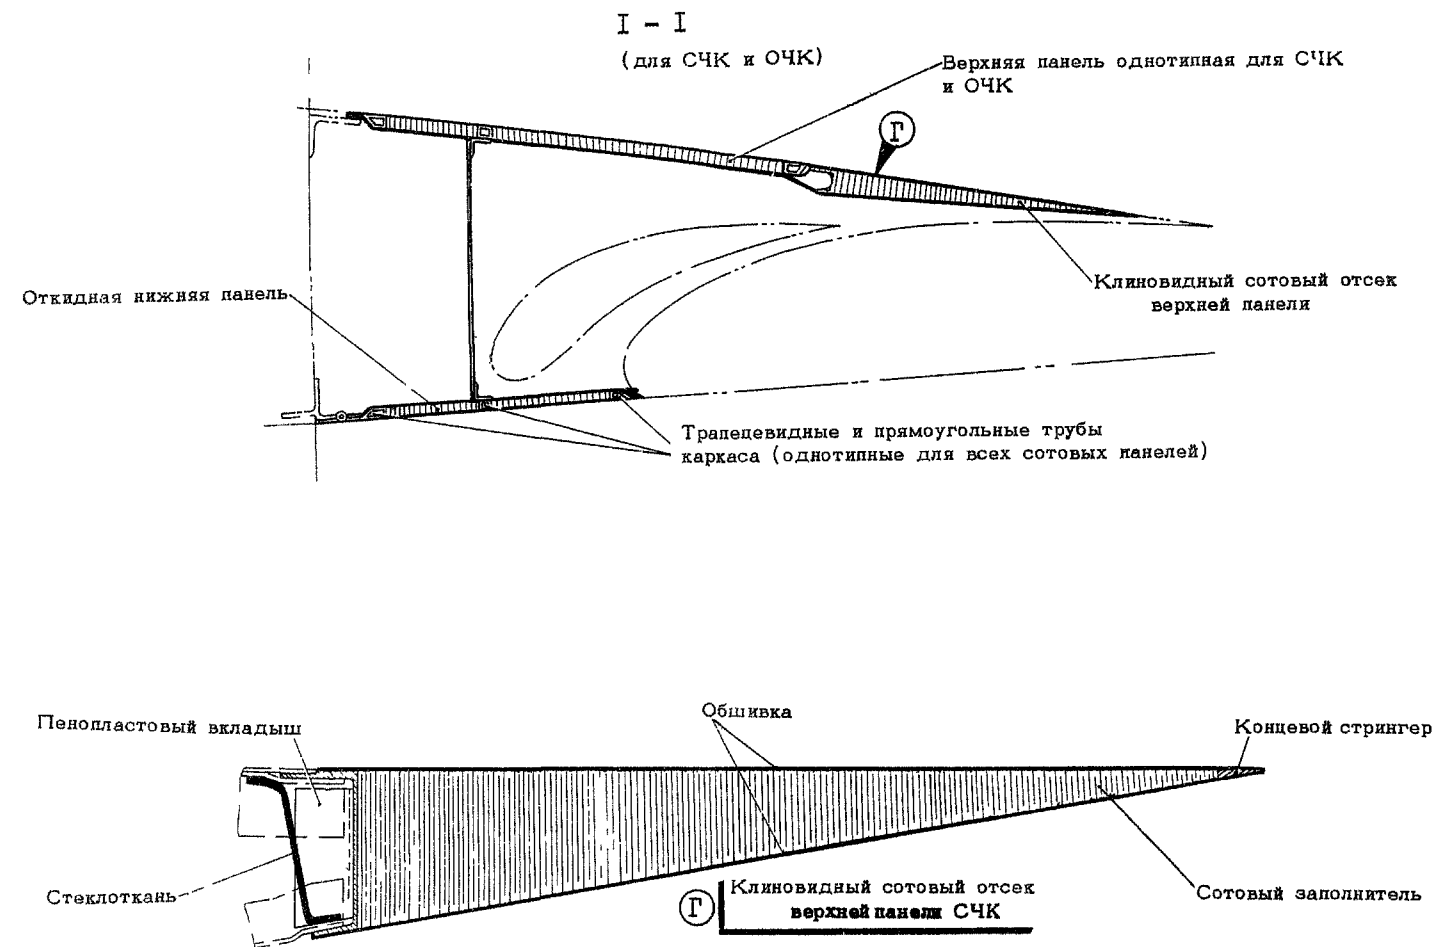 I - I
(для СЧК и ОЧК)
Верхняя панель однотипная для СЧК
и ОЧК
Г
Откидная нижняя панель
Клиновидный сотовый отсек
верхней панели
Трапецевидные и прямоугольные трубы
каркаса (однотипные для всех сотовых панелей)
Пенопластовый вкладыш
Обшивка
Концевой стрингер
Стеклоткань
Г
Клиновидный сотовый отсек
верхней панели СЧК
Сотовый заполнитель